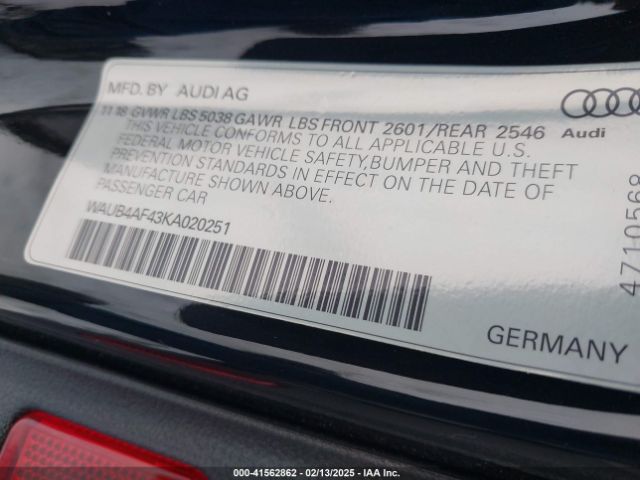 MFD. BY AUDI AG
11 18 GVWR LBS 5038 GAWR LBS FRONT 2601/REAR 2546
Audi
THIS VEHICLE CONFORMS TO ALL APPLICABLE U.S.
FEDERAL MOTOR VEHICLE SAFETY,BUMPER AND THEFT
PREVENTION STANDARDS IN EFFECT ON THE DATE OF
MANUFACTURE SHOWN ABOVE.
PASSENGER CAR
WAUB4AF43KA020251
4710568
GERMANY
000-41562862 - 02/13/2025 - IAA Inc.